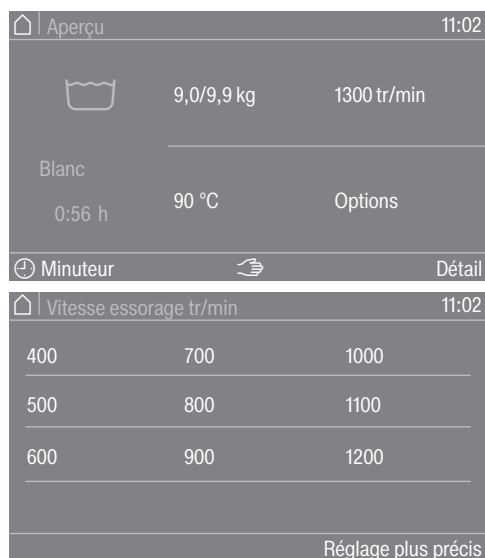 Aperçu 11:02
9,0/9,9 kg 1300 tr/min
Blanc
0:56 h
90 °C Options
Minuteur Détail
Vitesse essorage tr/min 11:02
400 700 1000
500 800 1100
600 900 1200
Réglage plus précis